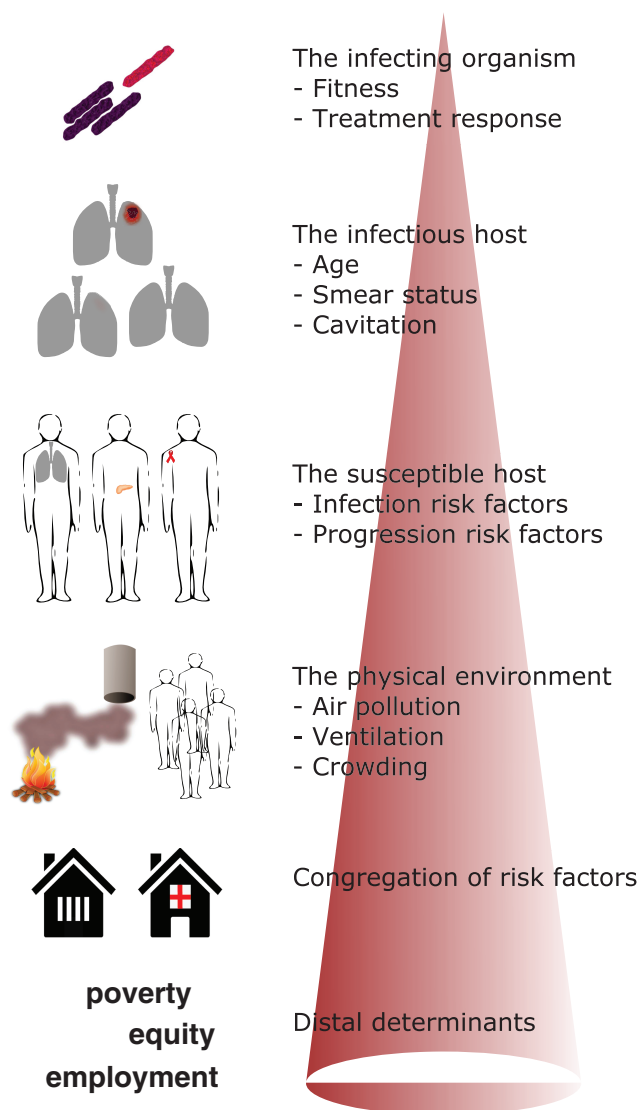 The infecting organism
- Fitness
- Treatment response
The infectious host
- Age
- Smear status
- Cavitation
The susceptible host
- Infection risk factors
- Progression risk factors
The physical environment
- Air pollution
- Ventilation
- Crowding
Congregation of risk factors
poverty
equity
employment
Distal determinants